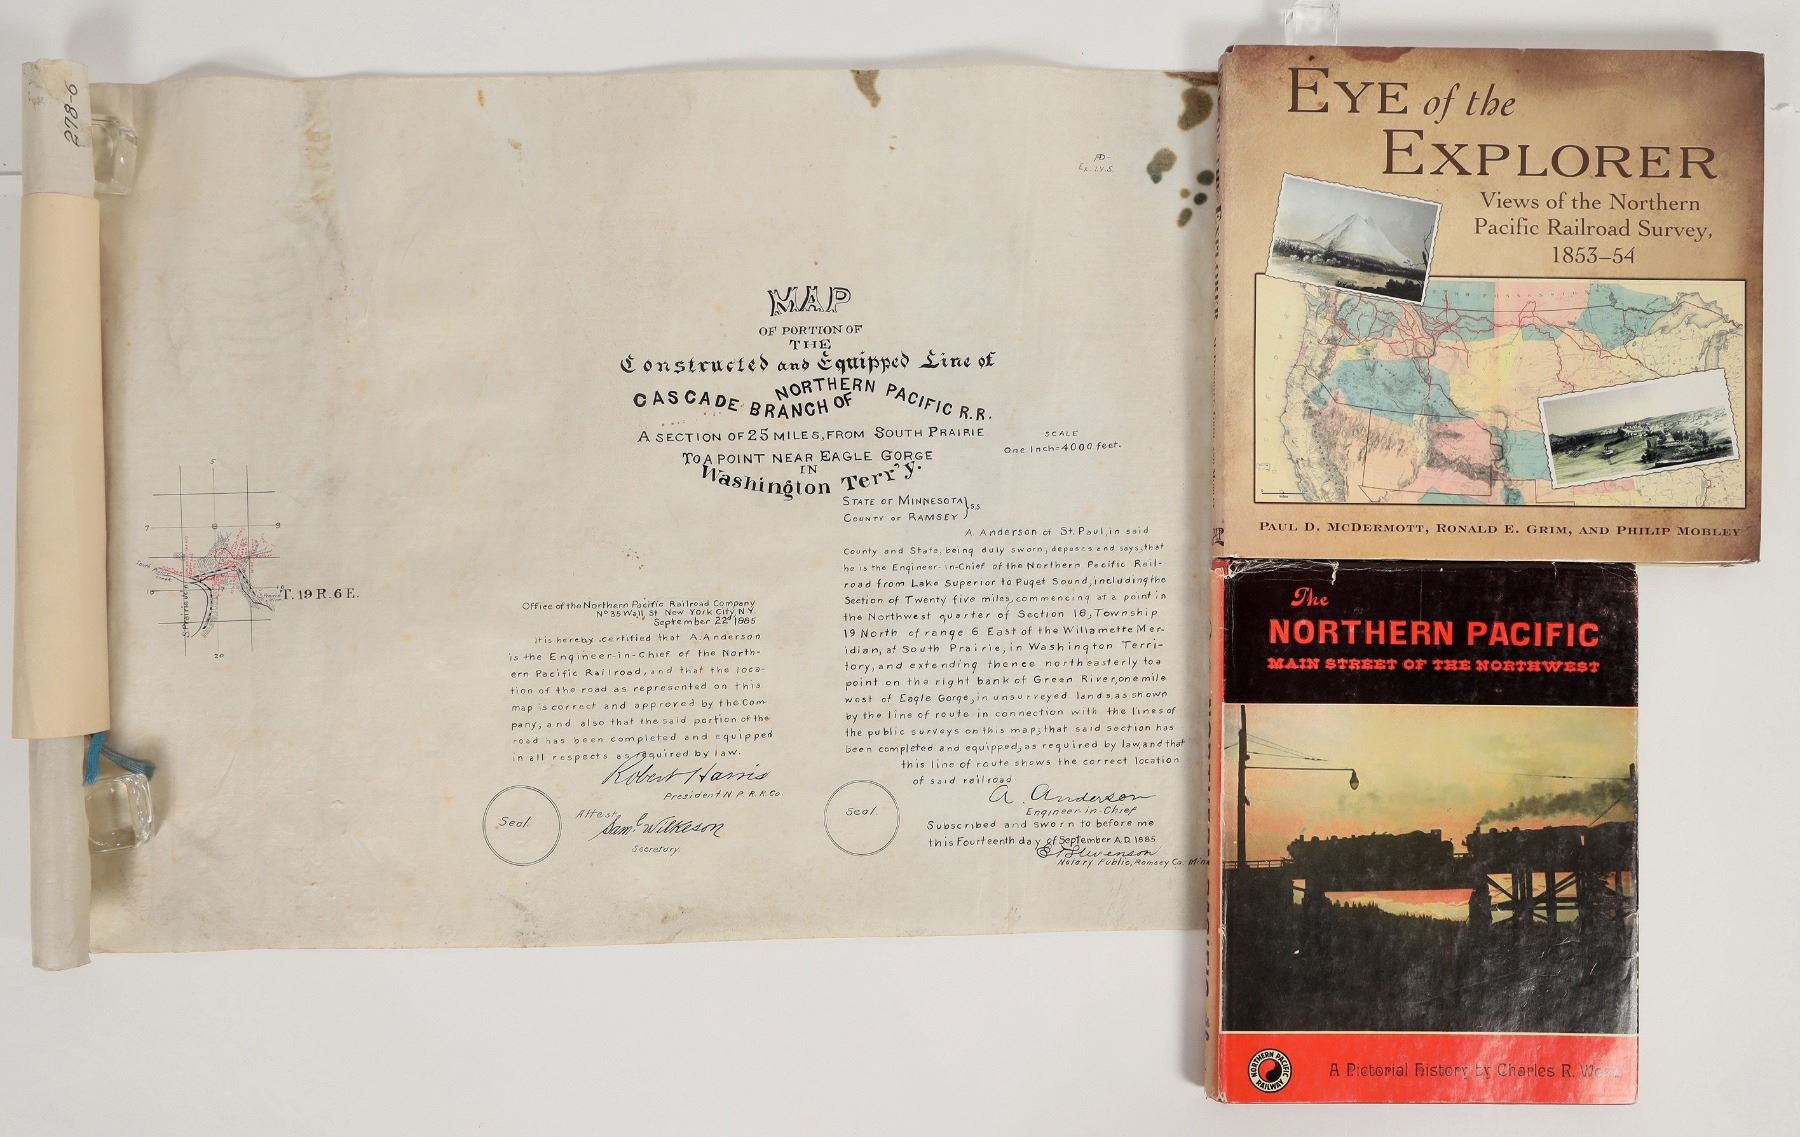 278-6
AD-
Ex. 1.4.5.
MAP
OF PORTION OF
THE
Constructed and Equipped Line of
CASCADE BRANCH OF NORTHERN PACIFIC R.R.
A SECTION OF 25 MILES, FROM SOUTH PRAIRIE
TO A POINT NEAR EAGLE GORGE
IN
Washington Terr'y.
SCALE
One Inch=4000 feet.
5
7
9
South Prairie Creek
S. Prairie
T. 19 R. 6 E.
20
Office of the Northern Pacific Railroad Company
No 35 Wall St. New York City N.Y.
September 22d 1885
It is hereby certified that A. Anderson
is the Engineer-in-Chief of the North-
ern Pacific Railroad, and that the loca-
tion of the road as represented on this
map is correct and approved by the Com-
pany; and also that the said portion of the
road has been completed and equipped
in all respects as required by law.
Robert Harris
President N.P.R.R.Co.
Seal.
Attest,
Saml Wilkeson
Secretary.
STATE OF MINNESOTA } S.S.
COUNTY OF RAMSEY
A. Anderson of St. Paul, in said
County and State, being duly sworn, deposes and says, that
he is the Engineer-in-Chief of the Northern Pacific Rail-
road from Lake Superior to Puget Sound, including the
Section of Twenty five miles, commencing at a point in
the Northwest quarter of Section 18, Township
19 North of range 6 East of the Willamette Mer-
idian, at South Prairie, in Washington Terri-
tory, and extending thence northeasterly to a
point on the right bank of Green River, one mile
west of Eagle Gorge, in unsurveyed lands, as shown
by the line of route in connection with the lines of
the public surveys on this map; that said section has
been completed and equipped, as required by law, and that
this line of route shows the correct location
of said railroad
A. Anderson
Engineer-in-Chief
Seal.
Subscribed and sworn to before me
this Fourteenth day of September A.D. 1885
Stevenson
Notary Public, Ramsey Co. Minn
EYE of the
EXPLORER
Views of the Northern
Pacific Railroad Survey,
1853–54
PAUL D. MCDERMOTT, RONALD E. GRIM, AND PHILIP MOBLEY
The
NORTHERN PACIFIC
MAIN STREET OF THE NORTHWEST
NORTHERN PACIFIC RAILWAY
A Pictorial History by Charles R.